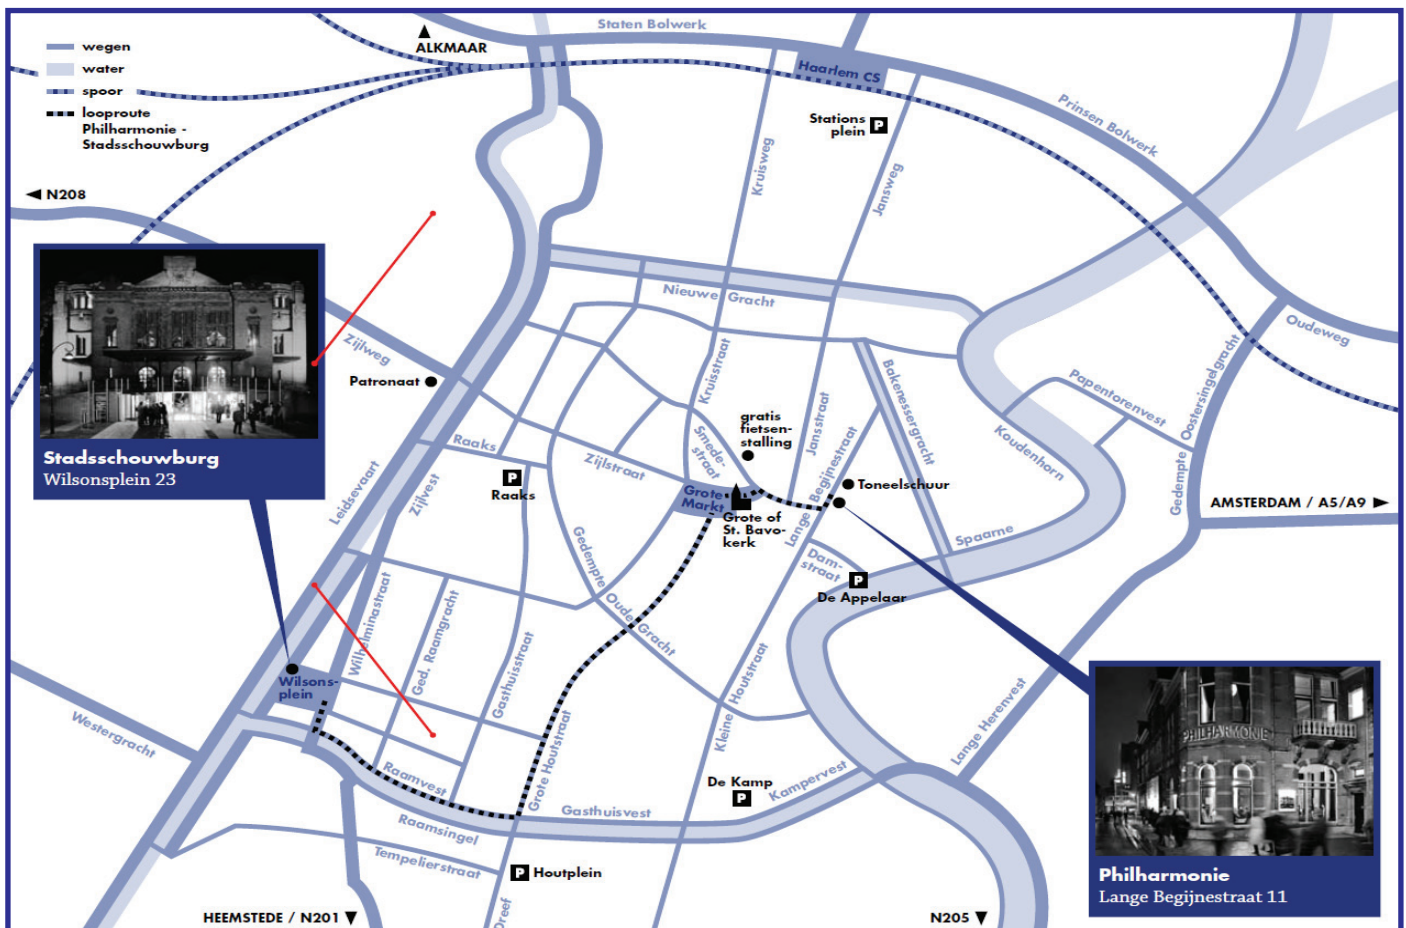 Staten Bolwerk
ALKMAAR
wegen
water
spoor
looproute
Philharmonie -
Stadsschouwburg
Haarlem CS
Stations
plein
P
Prinsen Bolwerk
Kruisweg
Jansweg
N208
Nieuwe Gracht
Oudeweg
Zijlweg
Patronaat
Kruisstraat
Bakenessergracht
Papentorenvest
Gedempte Oostersingelgracht
gratis
fietsen-
stalling
Jansstraat
Smede-
straat
Lange Begijnestraat
Koudenhorn
Raaks
Zijlstraat
P
Raaks
Stadsschouwburg
Wilsonsplein 23
Leidsevaart
Zijlvest
Grote
Markt
Toneelschuur
Grote of
St. Bavo-
kerk
AMSTERDAM / A5/A9
Spaarne
Dam-
straat
P
De Appelaar
Gedempte Oude Gracht
Wilhelminastraat
Ged. Raamgracht
Gasthuisstraat
Wilsons-
plein
Grote Houtstraat
Kleine Houtstraat
Lange Herenvest
Westergracht
Raamvest
De Kamp
P
Kampervest
Gasthuisvest
Raamsingel
Tempelierstraat
P
Houtplein
Dreef
PHILHARMONIE
Philharmonie
Lange Begijnestraat 11
HEEMSTEDE / N201
N205